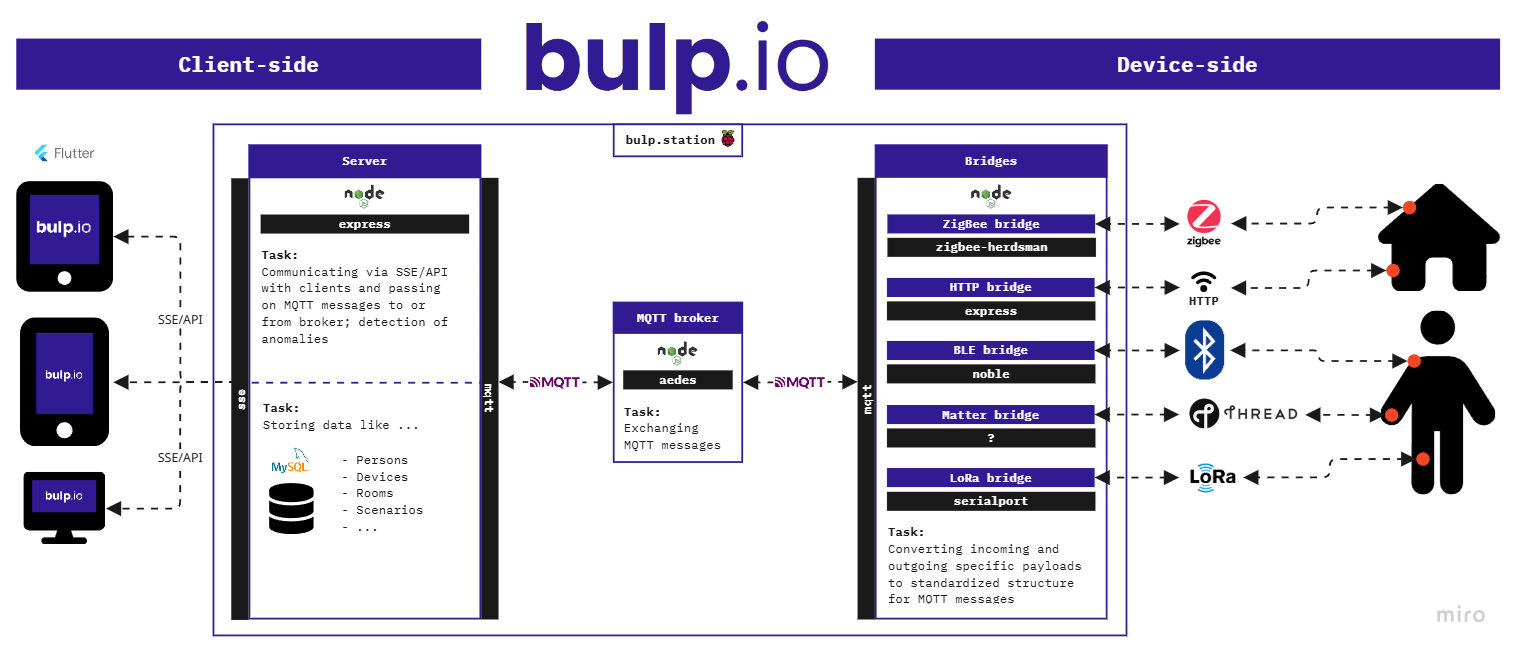 Client-side
bulp.io
Device-side
bulp.station
Flutter
bulp.io
bulp.io
bulp.io
SSE/API
SSE/API
sse
Server
node
JS
express
Task:
Communicating via SSE/API
with clients and passing
on MQTT messages to or
from broker; detection of
anomalies
Task:
Storing data like ...
MySQL
- Persons
- Devices
- Rooms
- Scenarios
- ...
mqtt
MQTT
MQTT broker
node
JS
aedes
Task:
Exchanging
MQTT messages
MQTT
mqtt
Bridges
node
JS
ZigBee bridge
zigbee-herdsman
HTTP bridge
express
BLE bridge
noble
Matter bridge
?
LoRa bridge
serialport
Task:
Converting incoming and
outgoing specific payloads
to standardized structure
for MQTT messages
zigbee
HTTP
THREAD
LoRa
miro